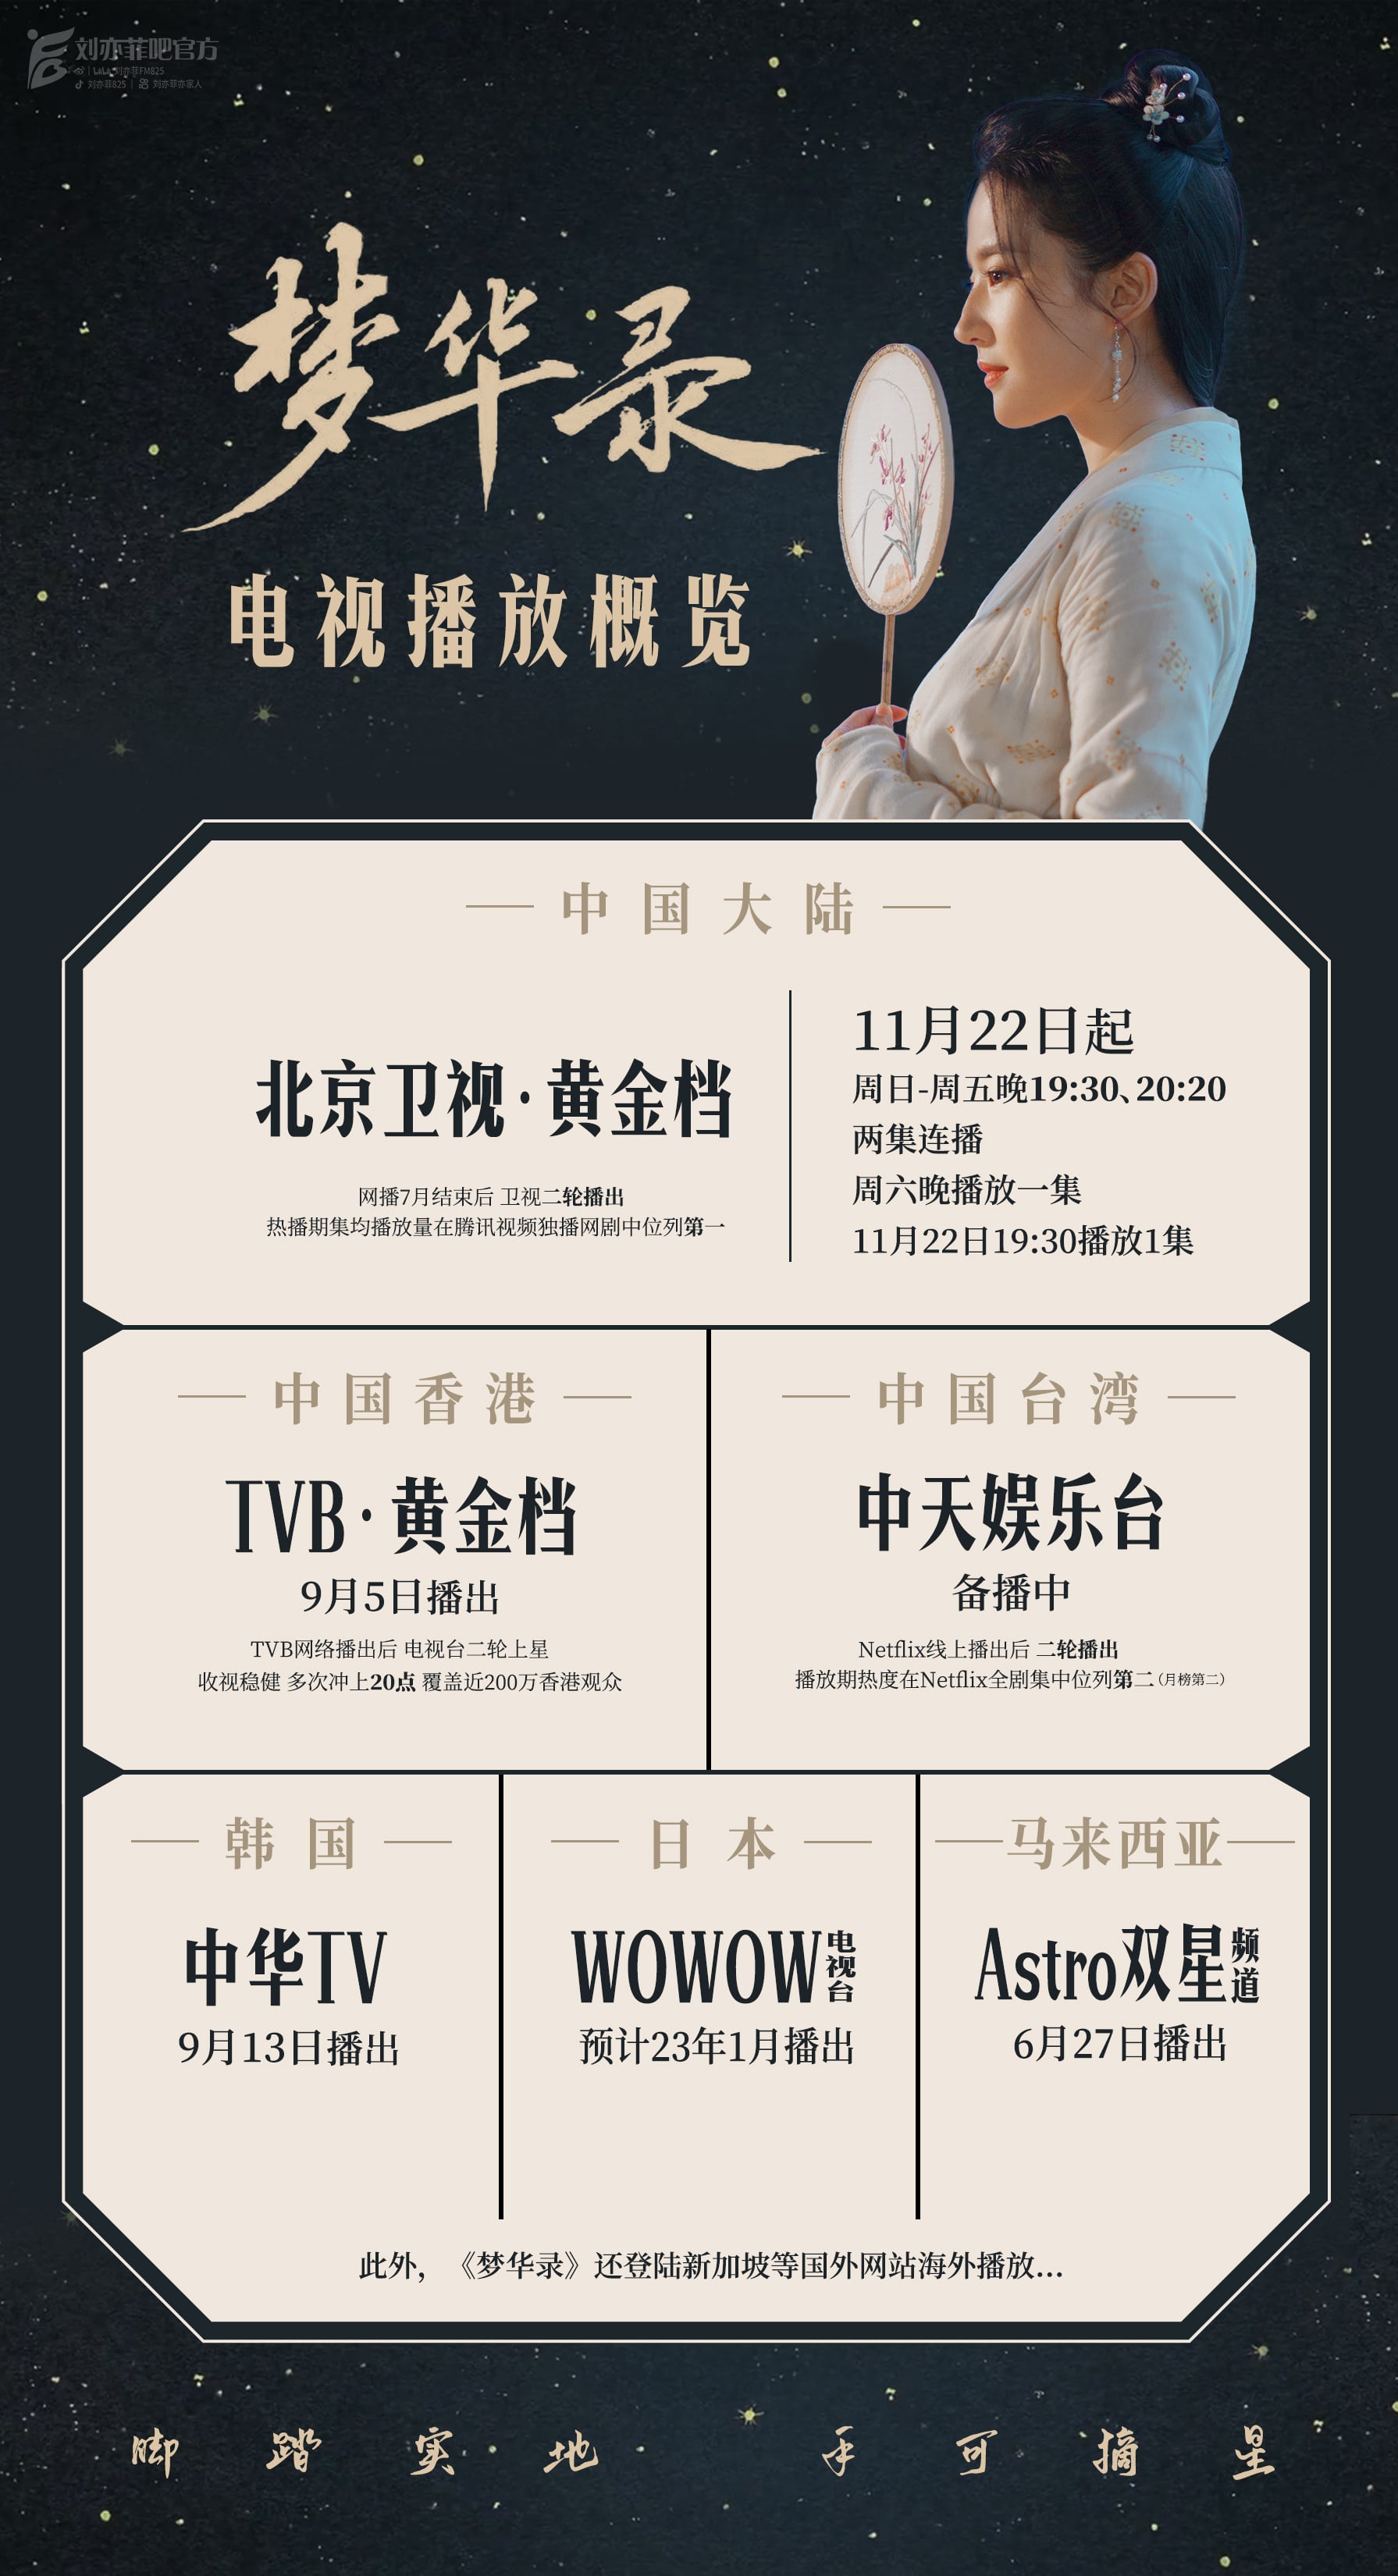 刘亦菲吧官方
刘亦菲FM825
刘亦菲825 | 刘亦菲亦家人
梦华录
电视播放概览
中国大陆
北京卫视·黄金档
网播7月结束后 卫视二轮播出
热播期集均播放量在腾讯视频独播网剧中位列第一
11月22日起
周日-周五晚19:30、20:20
两集连播
周六晚播放一集
11月22日19:30播放1集
中国香港
TVB·黄金档
9月5日播出
TVB网络播出后 电视台二轮上星
收视稳健 多次冲上20点 覆盖近200万香港观众
中国台湾
中天娱乐台
备播中
Netflix线上播出后 二轮播出
播放期热度在Netflix全剧集中位列第二（月榜第二）
韩国
中华TV
9月13日播出
日本
WOWOW电视台
预计23年1月播出
马来西亚
Astro双星频道
6月27日播出
此外，《梦华录》还登陆新加坡等国外网站海外播放...
脚踏实地 手可摘星